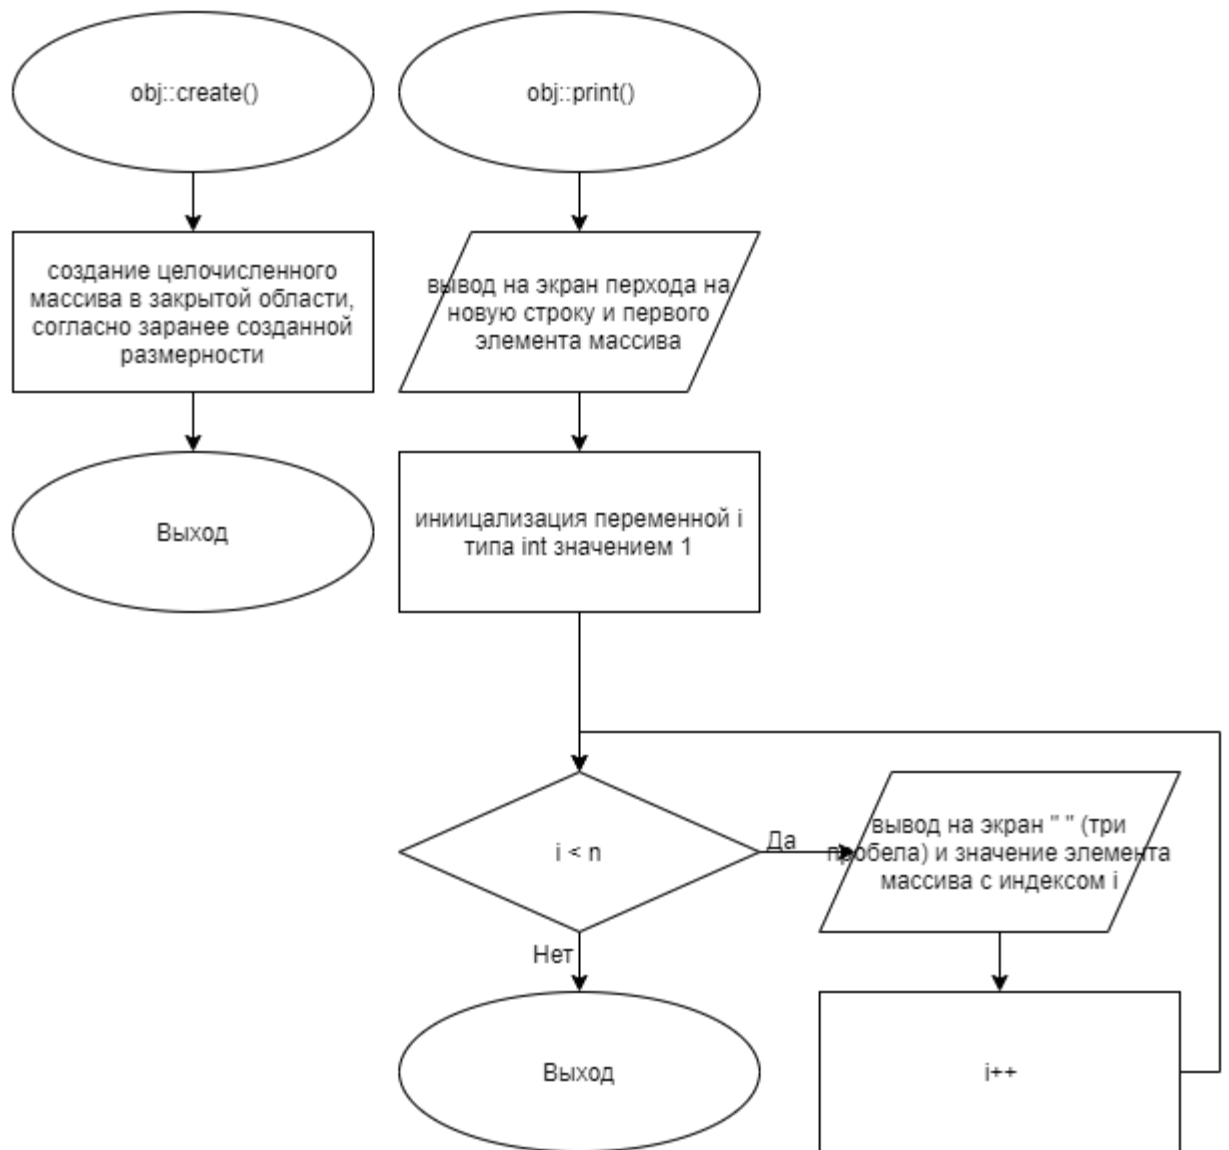 obj::create()
создание целочисленного
массива в закрытой области,
согласно заранее созданной
размерности
Выход
obj::print()
вывод на экран перхода на
новую строку и первого
элемента массива
иниицализация переменной i
типа int значением 1
i < n
Да
вывод на экран " " (три
пробела) и значение элемента
массива с индексом i
i++
Нет
Выход